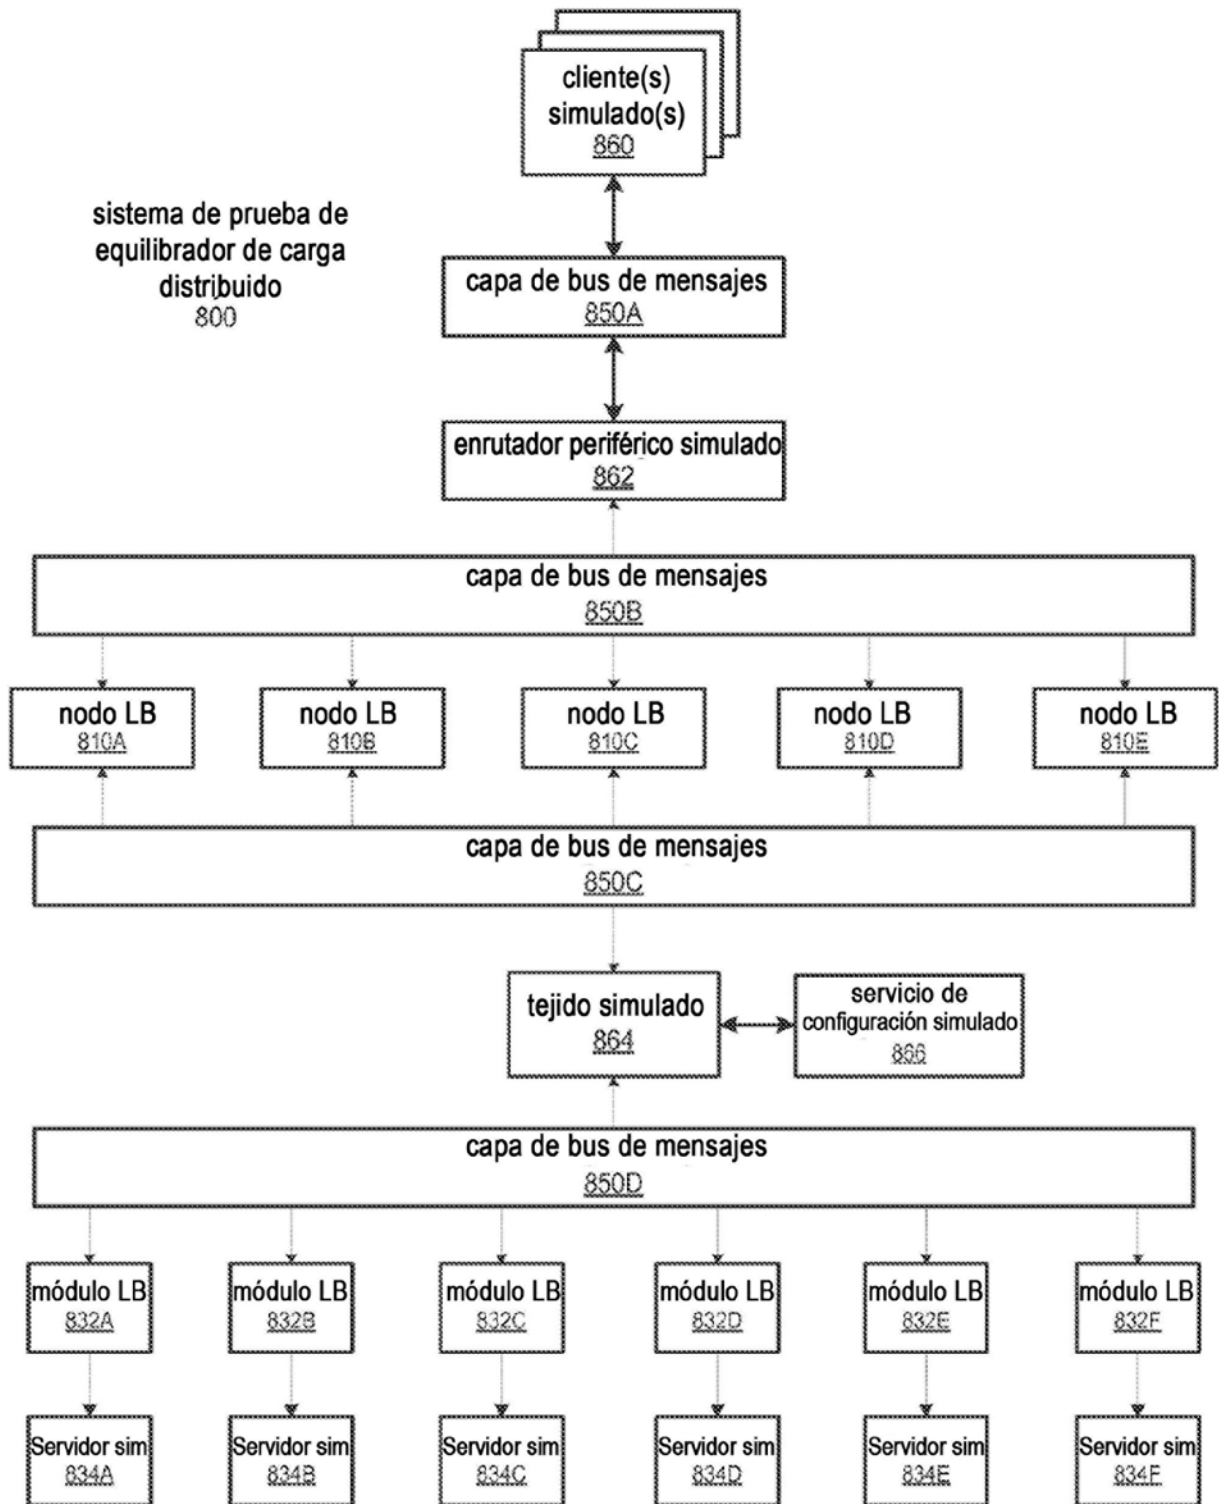 cliente(s)
simulado(s)
860
sistema de prueba de
equilibrador de carga
distribuido
800
capa de bus de mensajes
850A
enrutador periférico simulado
862
capa de bus de mensajes
850B
nodo LB
810A
nodo LB
810B
nodo LB
810C
nodo LB
810D
nodo LB
810E
capa de bus de mensajes
850C
tejido simulado
864
servicio de
configuración simulado
866
capa de bus de mensajes
850D
módulo LB
832A
módulo LB
832B
módulo LB
832C
módulo LB
832D
módulo LB
832E
módulo LB
832F
Servidor sim
834A
Servidor sim
834B
Servidor sim
834C
Servidor sim
834D
Servidor sim
834E
Servidor sim
834F